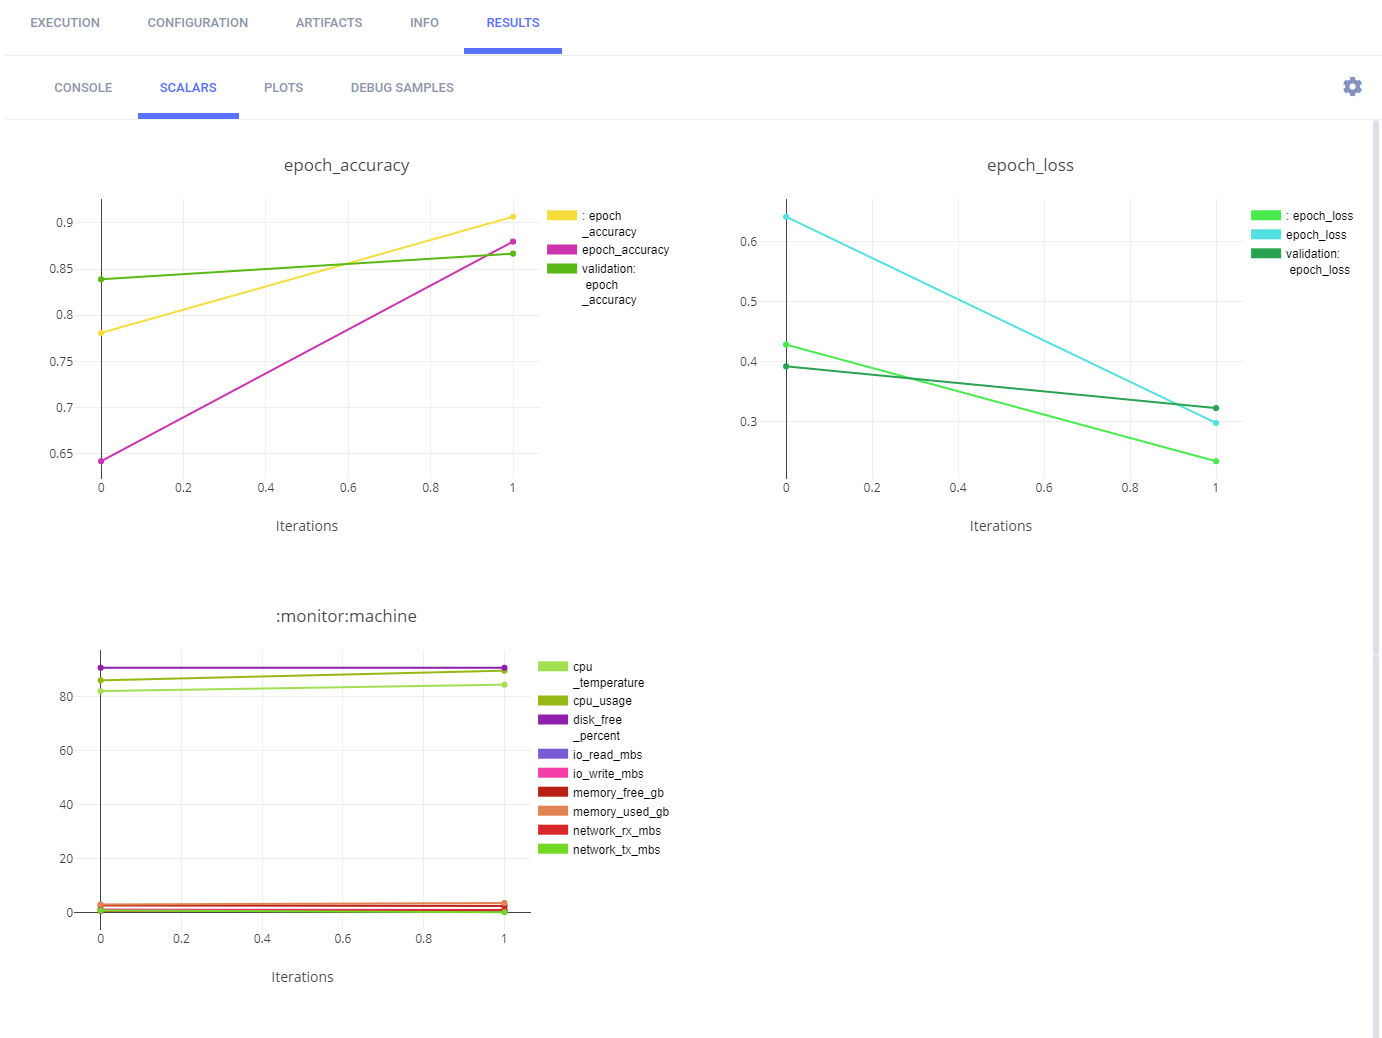 EXECUTION CONFIGURATION ARTIFACTS INFO RESULTS
CONSOLE SCALARS PLOTS DEBUG SAMPLES
epoch_accuracy
0.9
0.85
0.8
0.75
0.7
0.65
0 0.2 0.4 0.6 0.8 1
Iterations
: epoch
_accuracy
epoch_accuracy
validation:
epoch
_accuracy
epoch_loss
0.6
0.5
0.4
0.3
0 0.2 0.4 0.6 0.8 1
Iterations
: epoch_loss
epoch_loss
validation:
epoch_loss
:monitor:machine
80
60
40
20
0
0 0.2 0.4 0.6 0.8 1
Iterations
cpu
_temperature
cpu_usage
disk_free
_percent
io_read_mbs
io_write_mbs
memory_free_gb
memory_used_gb
network_rx_mbs
network_tx_mbs